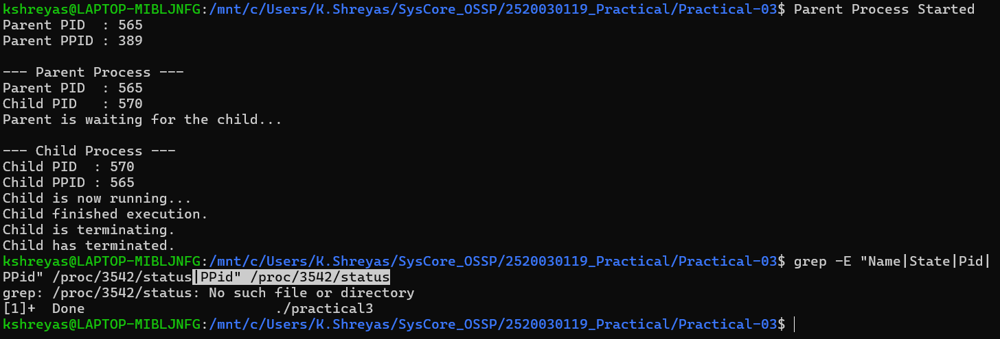 kshreyas@LAPTOP-MIBLJNFG:/mnt/c/Users/K.Shreyas/SysCore_OSSP/2520030119_Practical/Practical-03$ Parent Process Started
Parent PID  : 565
Parent PPID : 389

--- Parent Process ---
Parent PID  : 565
Child PID   : 570
Parent is waiting for the child...

--- Child Process ---
Child PID  : 570
Child PPID : 565
Child is now running...
Child finished execution.
Child is terminating.
Child has terminated.
kshreyas@LAPTOP-MIBLJNFG:/mnt/c/Users/K.Shreyas/SysCore_OSSP/2520030119_Practical/Practical-03$ grep -E "Name|State|Pid|
PPid" /proc/3542/status|PPid" /proc/3542/status
grep: /proc/3542/status: No such file or directory
[1]+  Done                       ./practical3
kshreyas@LAPTOP-MIBLJNFG:/mnt/c/Users/K.Shreyas/SysCore_OSSP/2520030119_Practical/Practical-03$